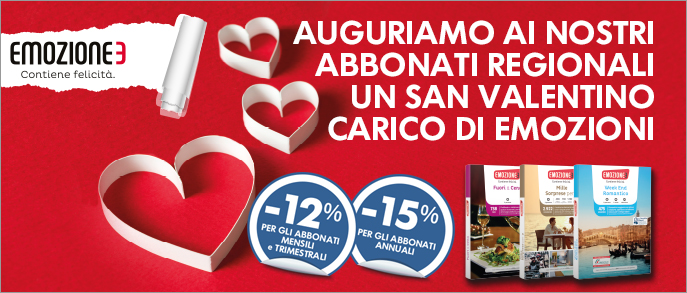 EMOZIONE3
Contiene felicità.
AUGURIAMO AI NOSTRI
ABBONATI REGIONALI
UN SAN VALENTINO
CARICO DI EMOZIONI
-12%
PER GLI ABBONATI
MENSILI
e TRIMESTRALI
-15%
PER GLI ABBONATI
ANNUALI
EMOZIONE3
Fuori a Cena
EMOZIONE3
Mille
Sorprese
EMOZIONE3
Week End
Romantico